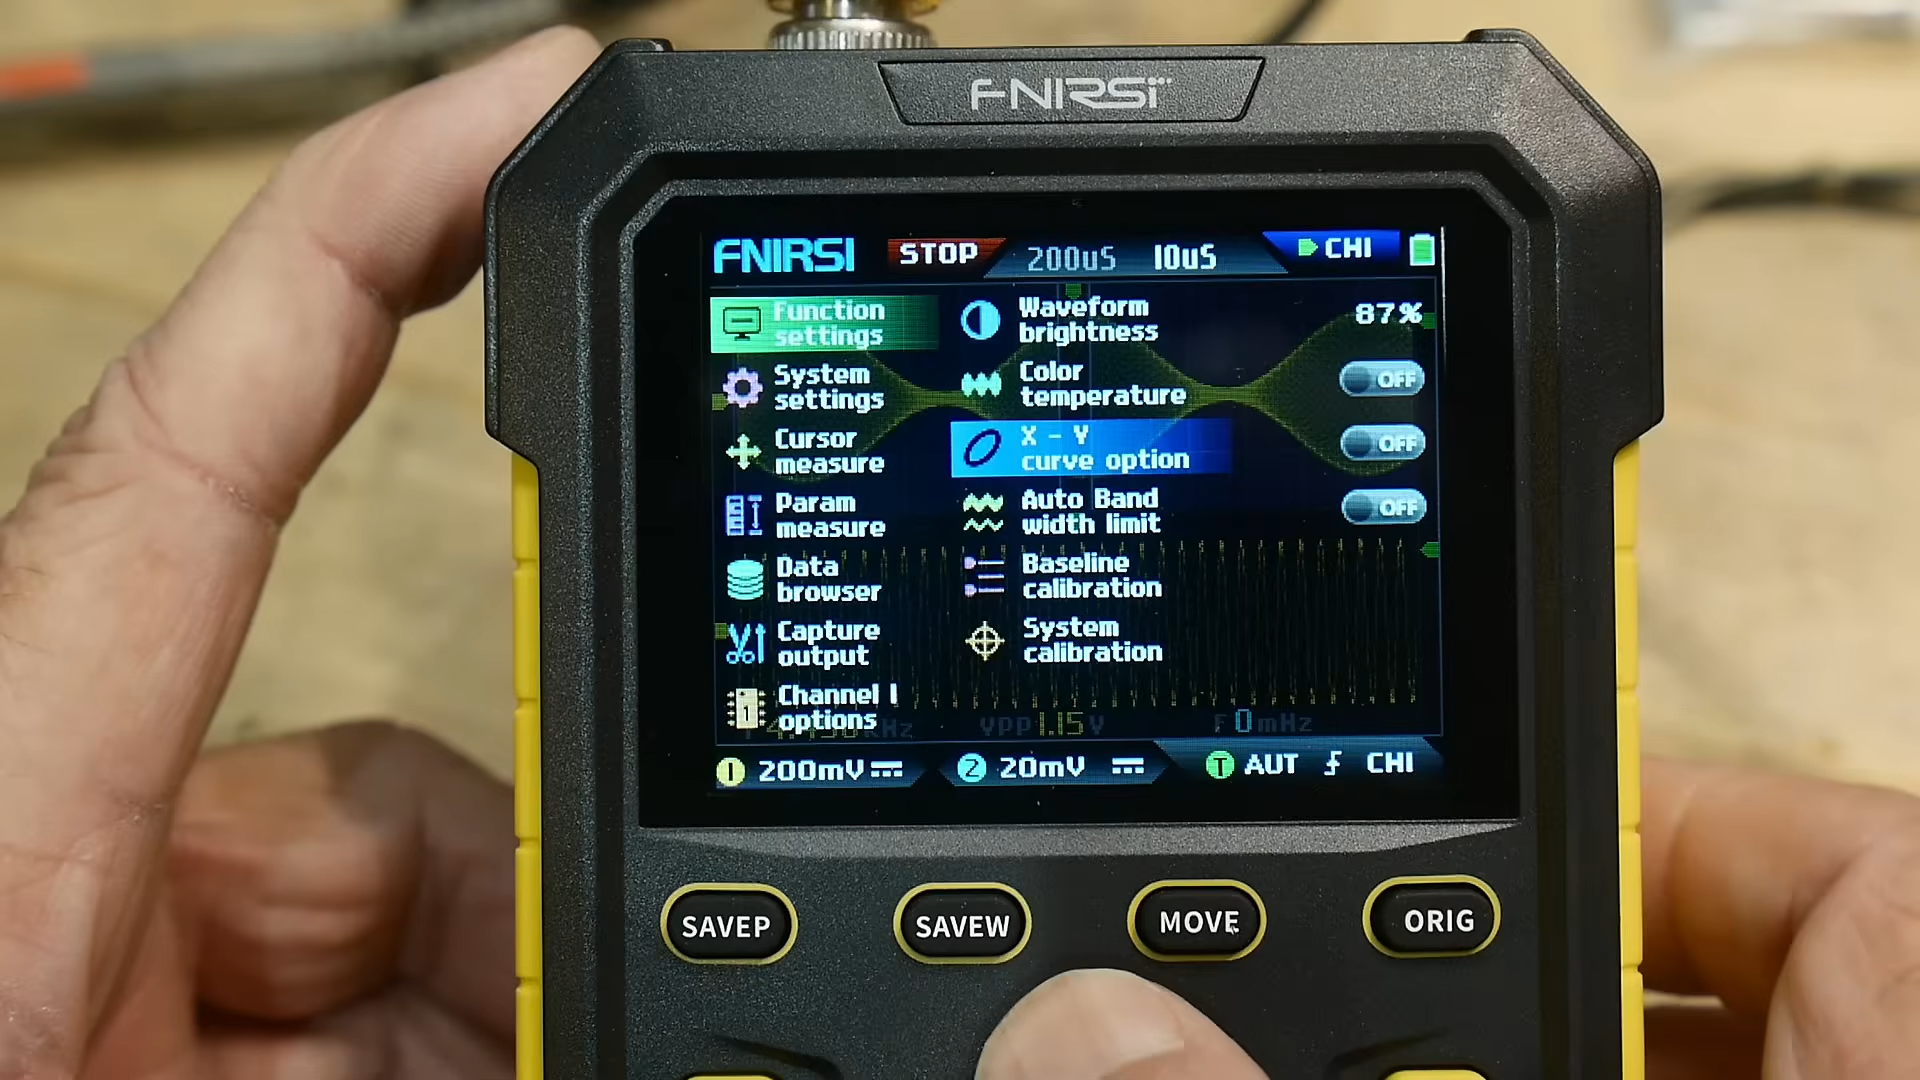 FNIRSI
FNIRSI STOP 200uS 10uS CH1
Function settings
Waveform brightness 87%
System settings
Color temperature OFF
Cursor measure
X - Y curve option OFF
Param measure
Auto Band width limit OFF
Data browser
Baseline calibration
Capture output
System calibration
Channel 1 options
VPP 1.15V F 0mHz
1 200mV 2 20mV T AUT CH1
SAVEP SAVEW MOVE ORIG